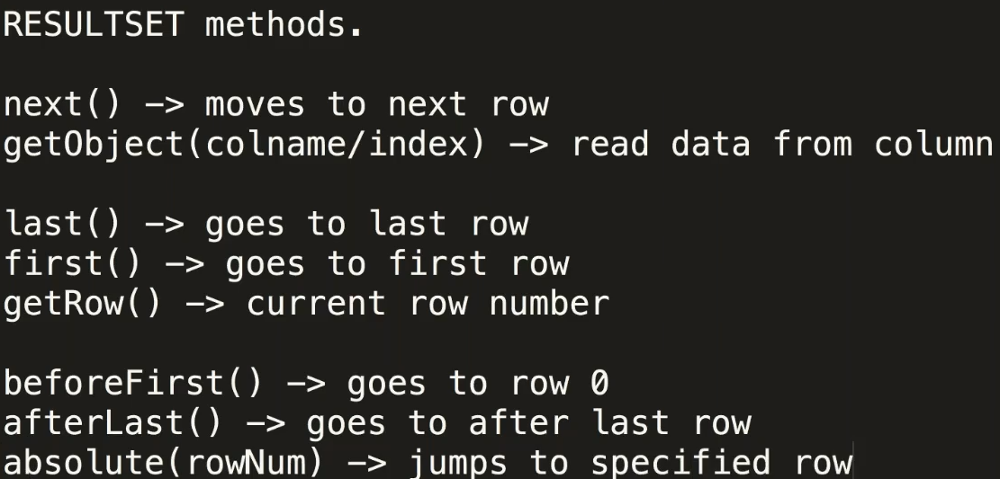 RESULTSET methods.
next() -> moves to next row
getObject(colname/index) -> read data from column
last() -> goes to last row
first() -> goes to first row
getRow() -> current row number
beforeFirst() -> goes to row 0
afterLast() -> goes to after last row
absolute(rowNum) -> jumps to specified row